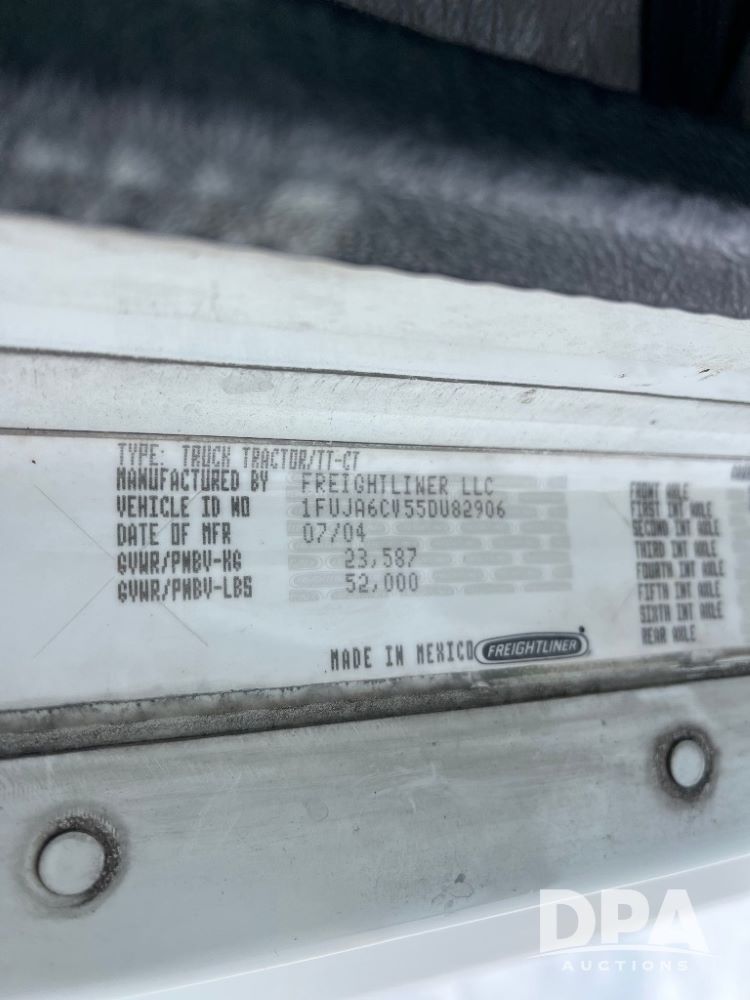 TYPE: TRUCK TRACTOR/TT-CT
MANUFACTURED BY FREIGHTLINER LLC
VEHICLE ID NO 1FUJA6CV55DU82906
DATE OF MFR 07/04
GVWR/PNBV-KG 23,587
GVWR/PNBV-LBS 52,000
MADE IN MEXICO FREIGHTLINER
FRONT AXLE
FIRST INT AXLE
SECOND INT AXLE
THIRD INT AXLE
FOURTH INT AXLE
FIFTH INT AXLE
SIXTH INT AXLE
REAR AXLE
DPA
AUCTIONS